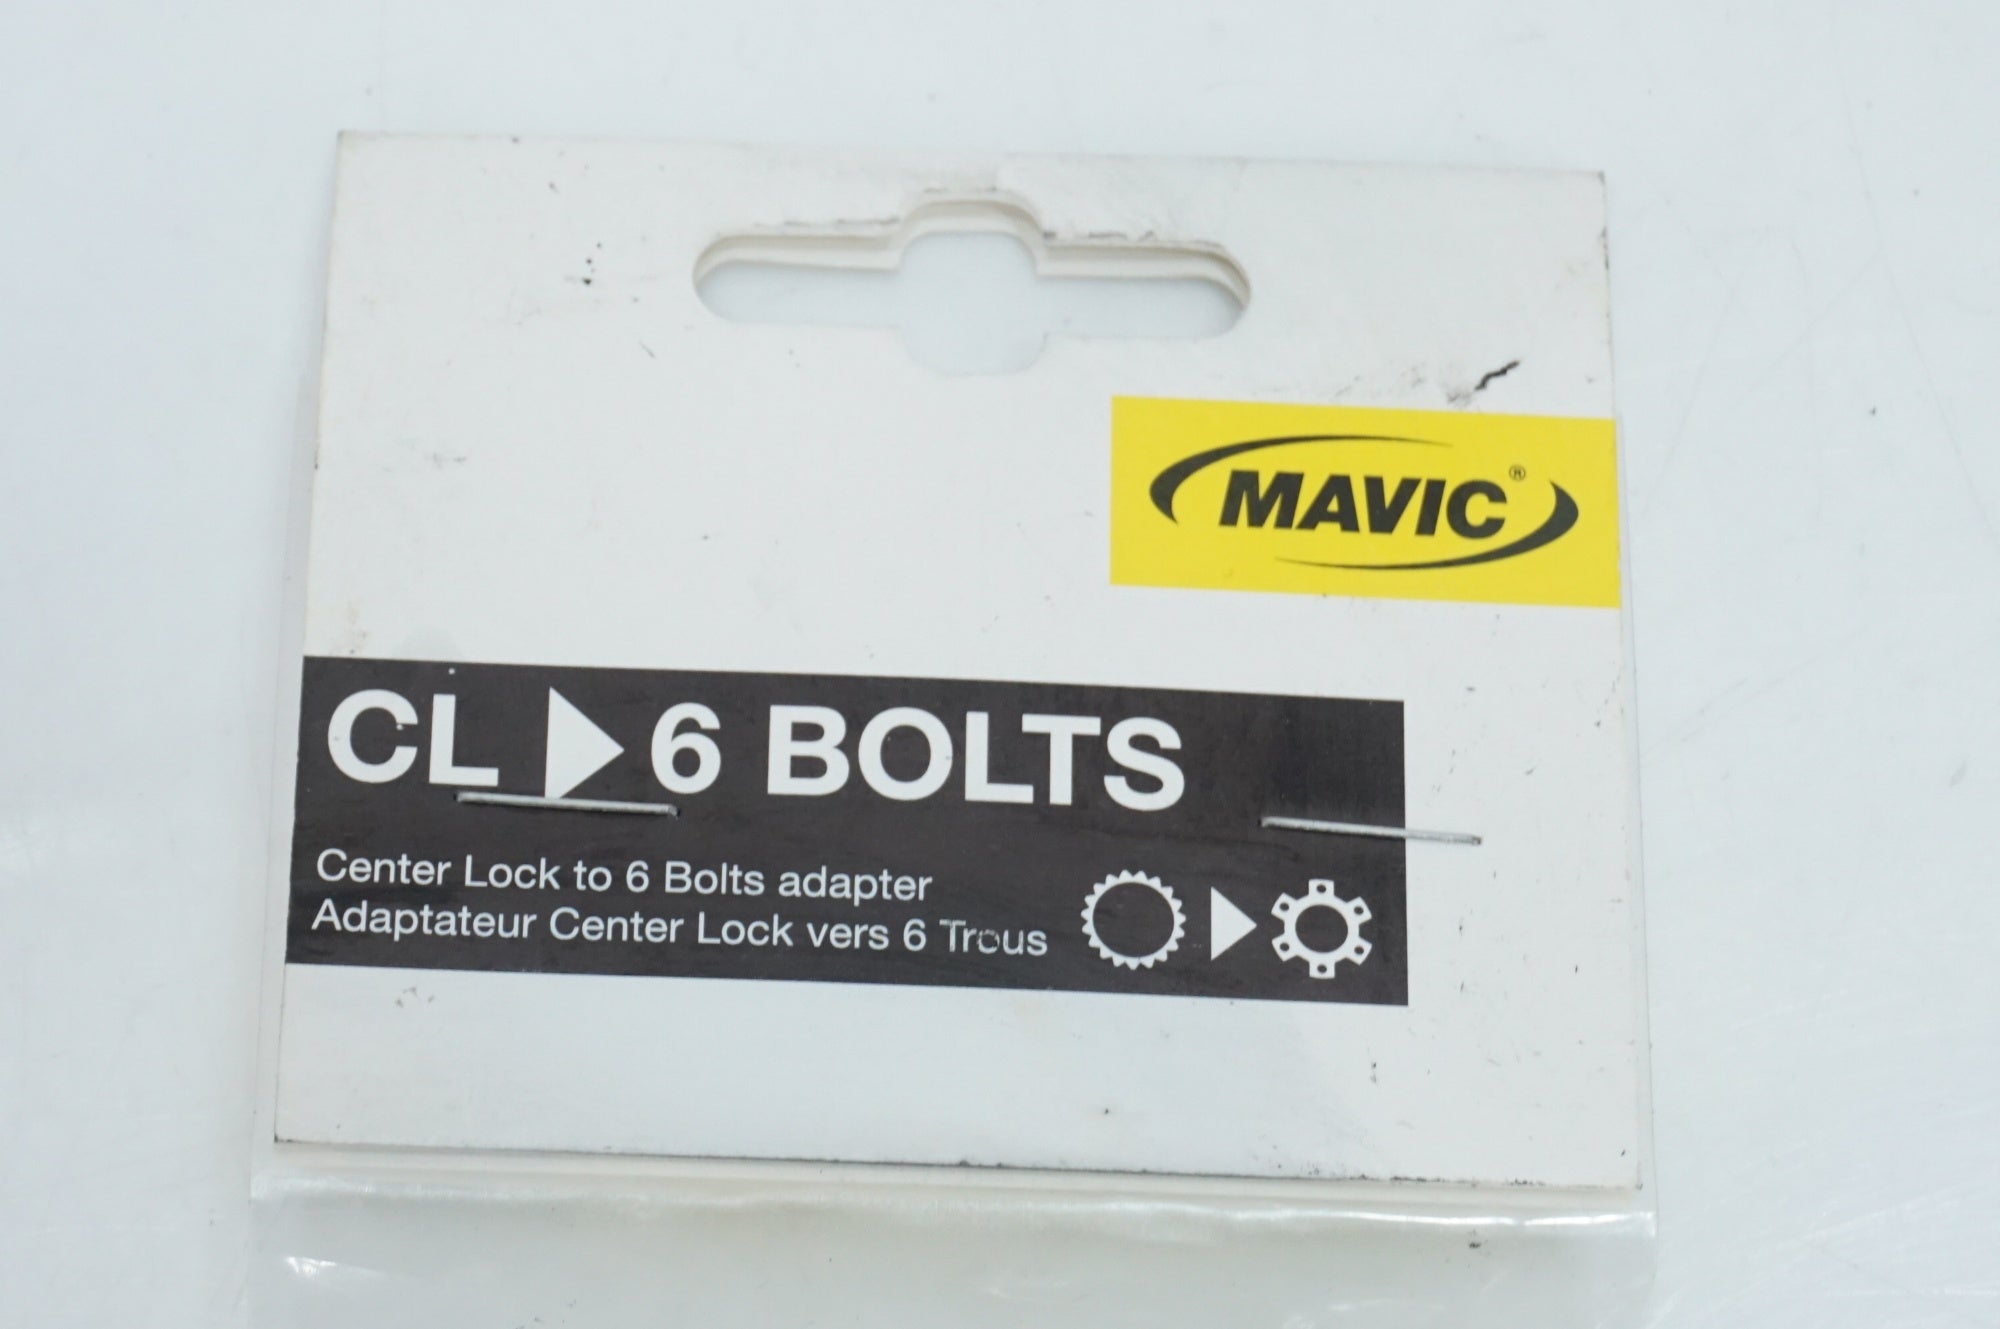 MAVIC®
CL ▶ 6 BOLTS
Center Lock to 6 Bolts adapter
Adaptateur Center Lock vers 6 Trous